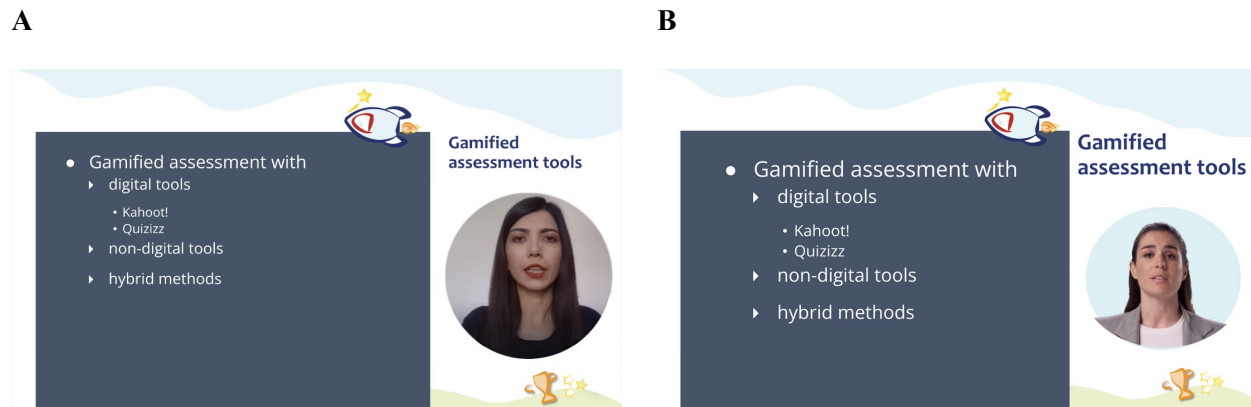 A
● Gamified assessment with
digital tools
• Kahoot!
• Quizizz
non-digital tools
hybrid methods
Gamified
assessment tools
B
● Gamified assessment with
digital tools
• Kahoot!
• Quizizz
non-digital tools
hybrid methods
Gamified
assessment tools